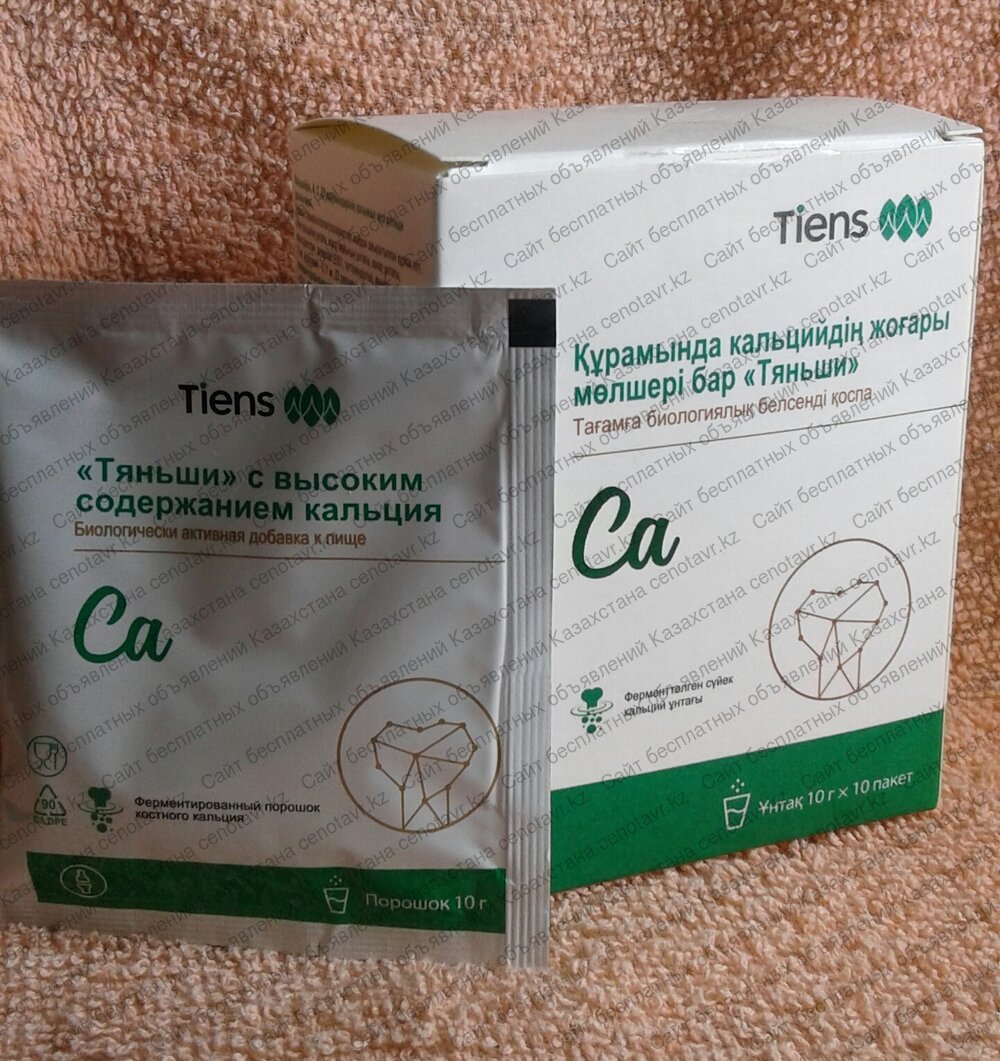 Tiens
Құрамында кальцийдің жоғары
мөлшері бар «Тяньши»
Тағамға биологиялық белсенді қоспа
Ca
Ферменттелген сүйек
кальций ұнтағы
Ұнтақ 10 г × 10 пакет
Tiens
«Тяньши» с высоким
содержанием кальция
Биологически активная добавка к пище
Ca
90
C/LDPE
Ферментированный порошок
костного кальция
Порошок 10 г
Сайт бесплатных объявлений Казахстана cenotavr.kz